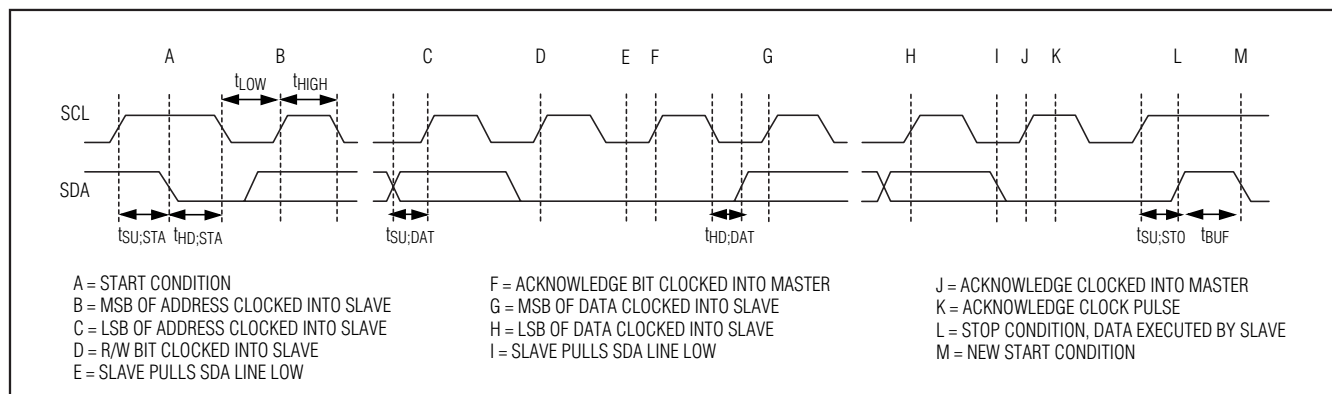 A B C D E F G H I J K L M
tLOW tHIGH
SCL
SDA
tSU;STA tHD;STA tSU;DAT tHD;DAT tSU;STO tBUF
A = START CONDITION
B = MSB OF ADDRESS CLOCKED INTO SLAVE
C = LSB OF ADDRESS CLOCKED INTO SLAVE
D = R/W BIT CLOCKED INTO SLAVE
E = SLAVE PULLS SDA LINE LOW
F = ACKNOWLEDGE BIT CLOCKED INTO MASTER
G = MSB OF DATA CLOCKED INTO SLAVE
H = LSB OF DATA CLOCKED INTO SLAVE
I = SLAVE PULLS SDA LINE LOW
J = ACKNOWLEDGE CLOCKED INTO MASTER
K = ACKNOWLEDGE CLOCK PULSE
L = STOP CONDITION, DATA EXECUTED BY SLAVE
M = NEW START CONDITION